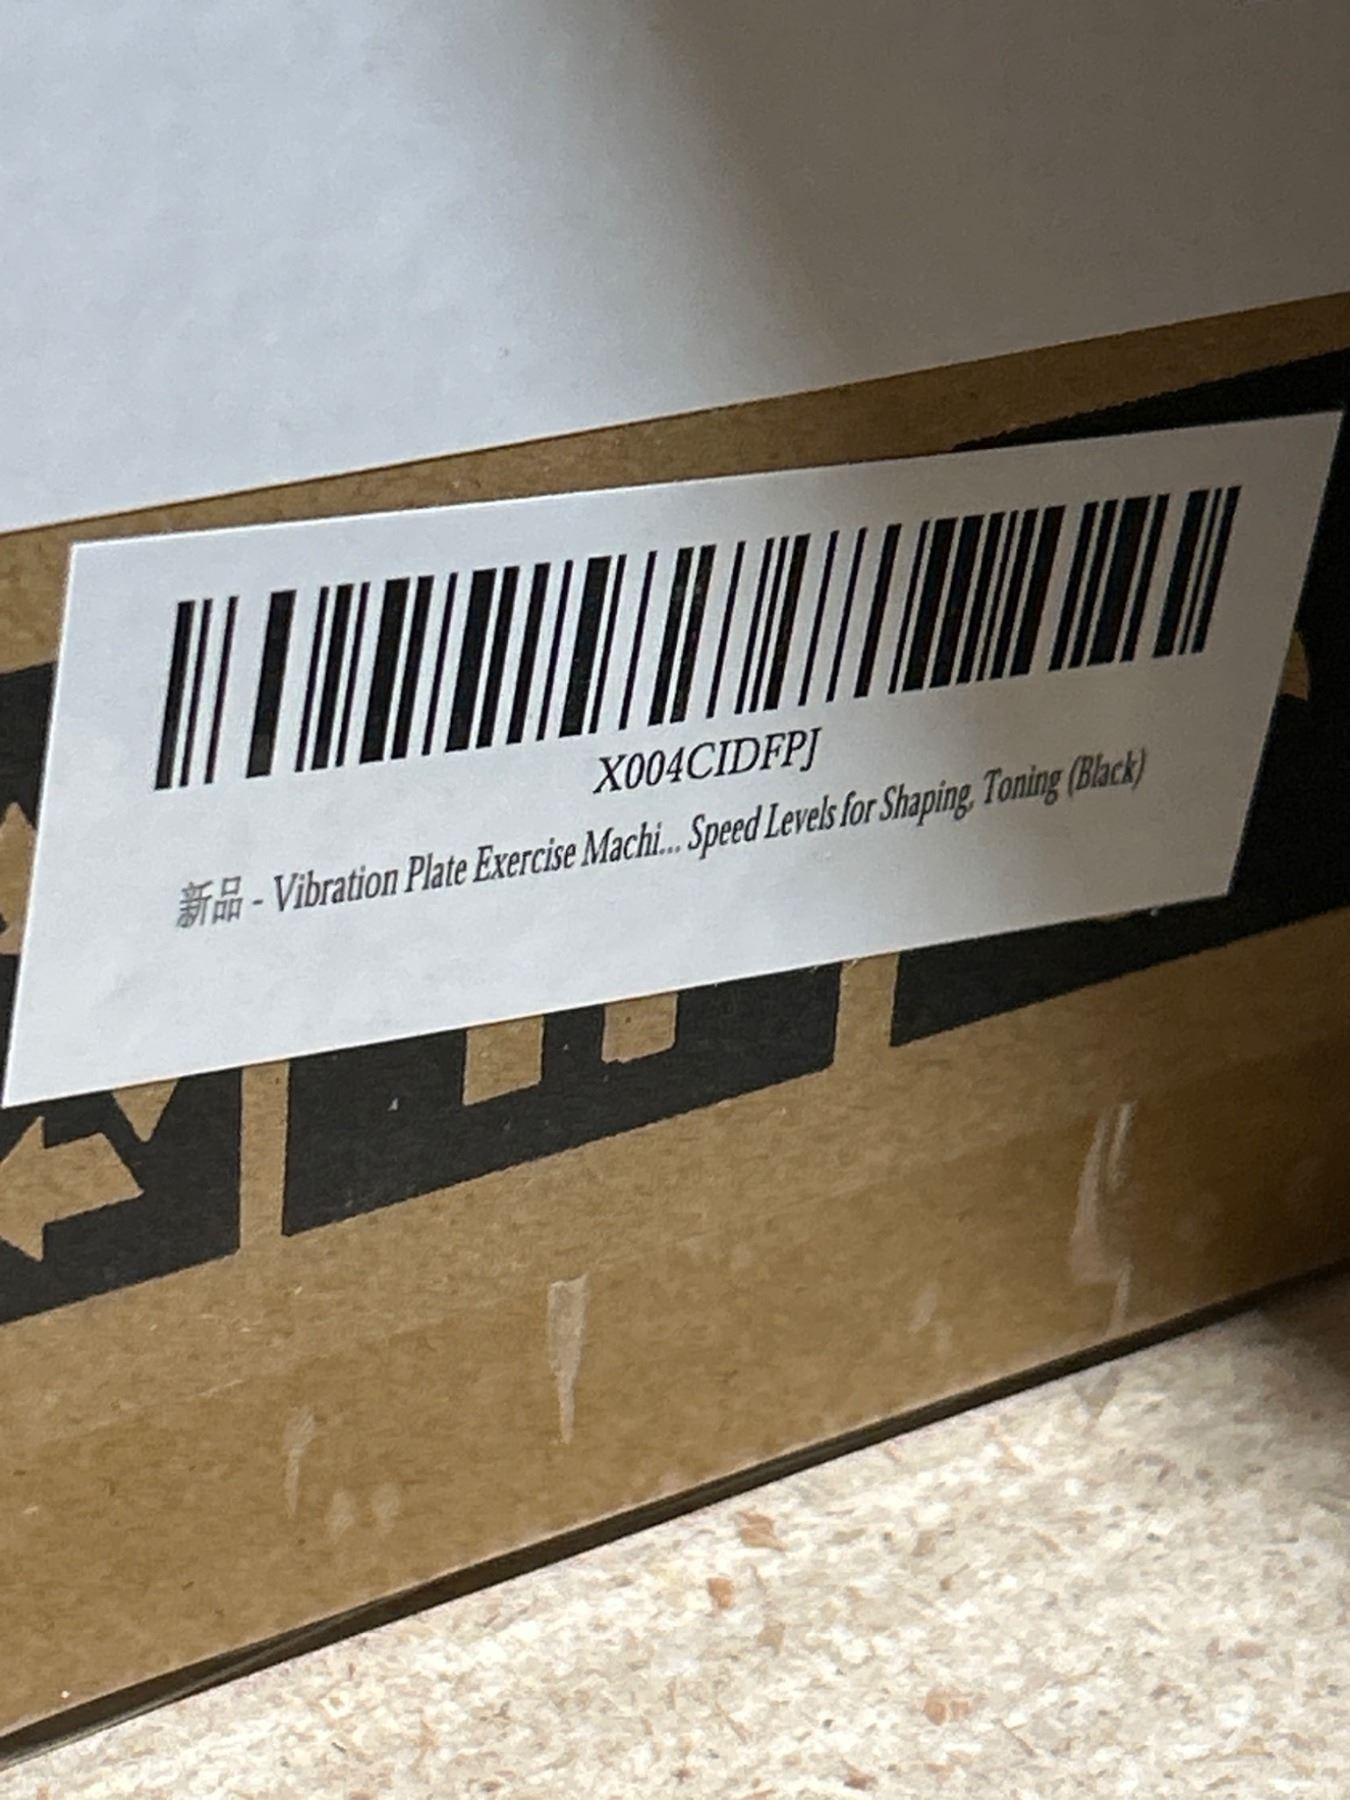 X004CIDFPJ
新品 - Vibration Plate Exercise Machi... Speed Levels for Shaping, Toning (Black)